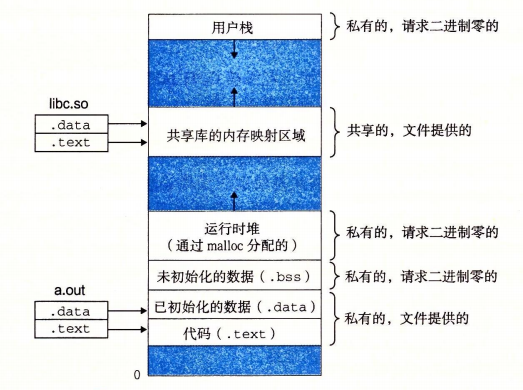 用户栈
私有的，请求二进制零的
libc.so
.data
.text
共享库的内存映射区域
共享的，文件提供的
运行时堆
（通过 malloc 分配的）
私有的，请求二进制零的
未初始化的数据（.bss）
私有的，请求二进制零的
a.out
.data
.text
已初始化的数据（.data）
代码（.text）
私有的，文件提供的
0